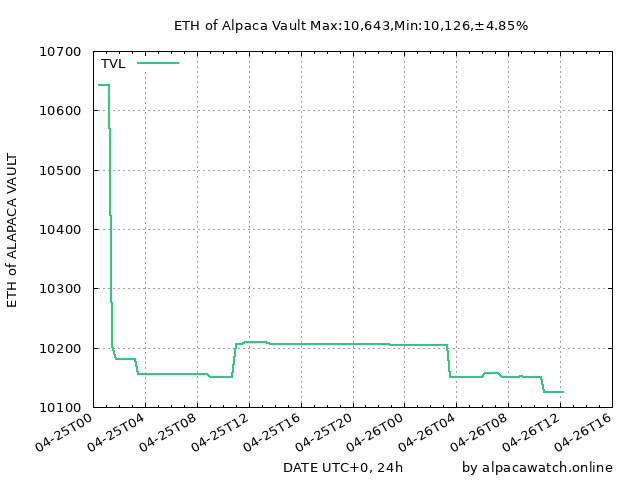 ETH of Alpaca Vault Max:10,643,Min:10,126,±4.85%
TVL
ETH of ALAPACA VAULT
10700
10600
10500
10400
10300
10200
10100
04-25T00
04-25T04
04-25T08
04-25T12
04-25T16
04-25T20
04-26T00
04-26T04
04-26T08
04-26T12
04-26T16
DATE UTC+0, 24h
by alpacawatch.online